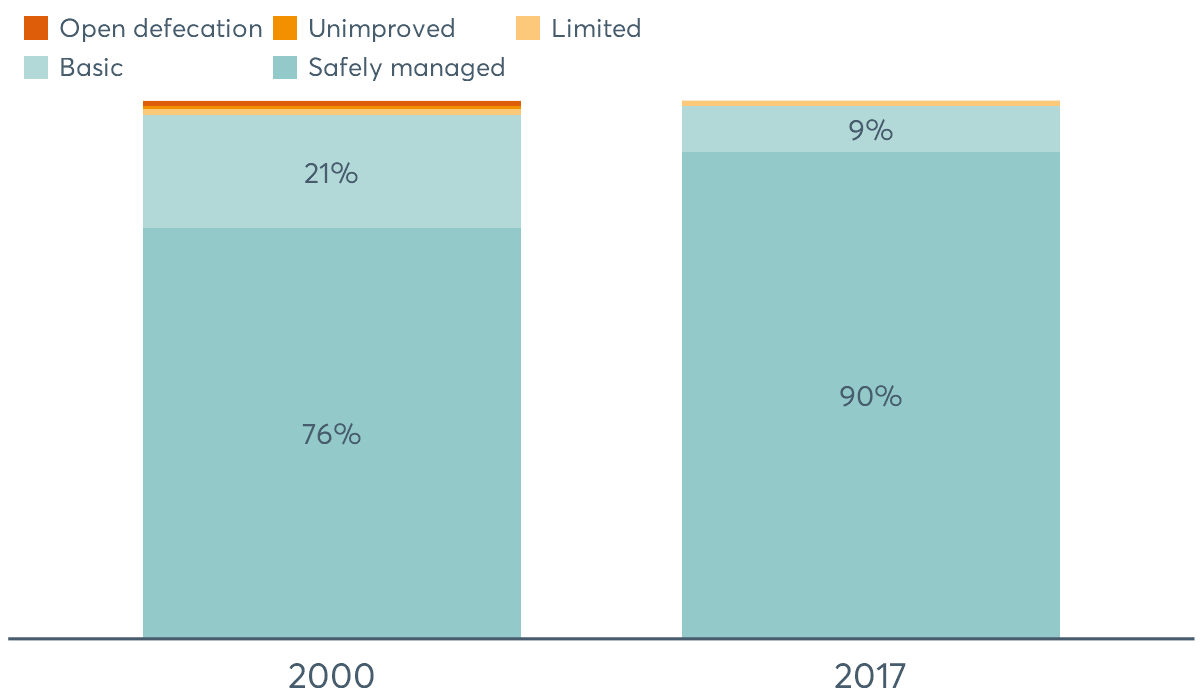 Open defecation Unimproved Limited
Basic Safely managed
9%
21%
90%
76%
2000 2017